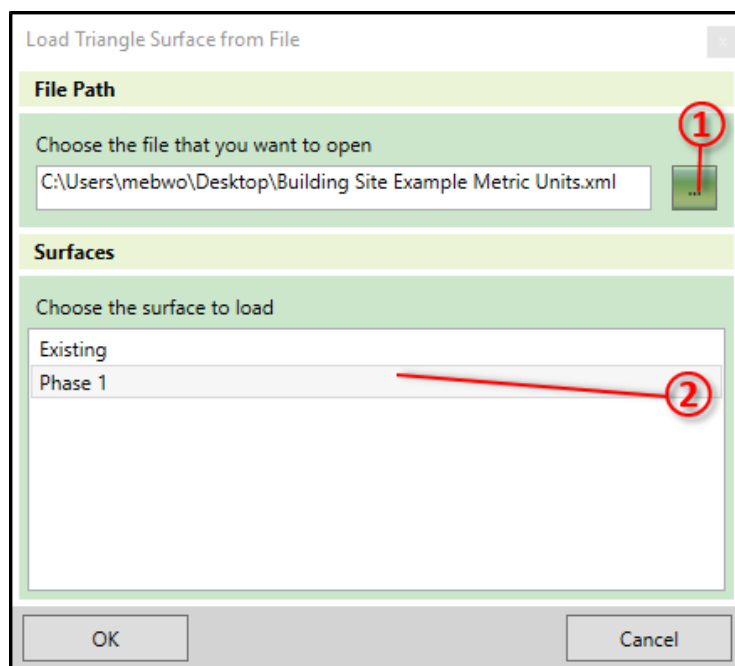 Load Triangle Surface from File
x
File Path
1
Choose the file that you want to open
C:\Users\mebwo\Desktop\Building Site Example Metric Units.xml
...
Surfaces
Choose the surface to load
Existing
Phase 1
2
OK
Cancel